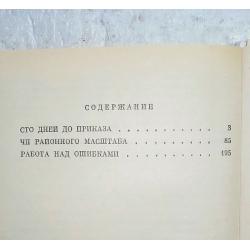 СОДЕРЖАНИЕ
СТО ДНЕЙ ДО ПРИКАЗА . . . . . . . . . . . 3
ЧП РАЙОННОГО МАСШТАБА . . . . . . . . . 85
РАБОТА НАД ОШИБКАМИ . . . . . . . . . . 195